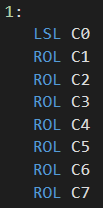 1:
LSL C0
ROL C1
ROL C2
ROL C3
ROL C4
ROL C5
ROL C6
ROL C7